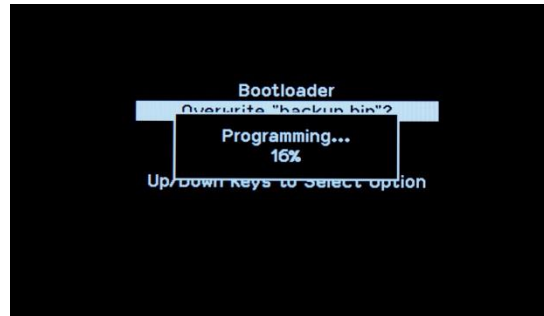 Bootloader
Overwrite "backup.bin"?
Programming...
16%
Up/Down Keys to Select Option